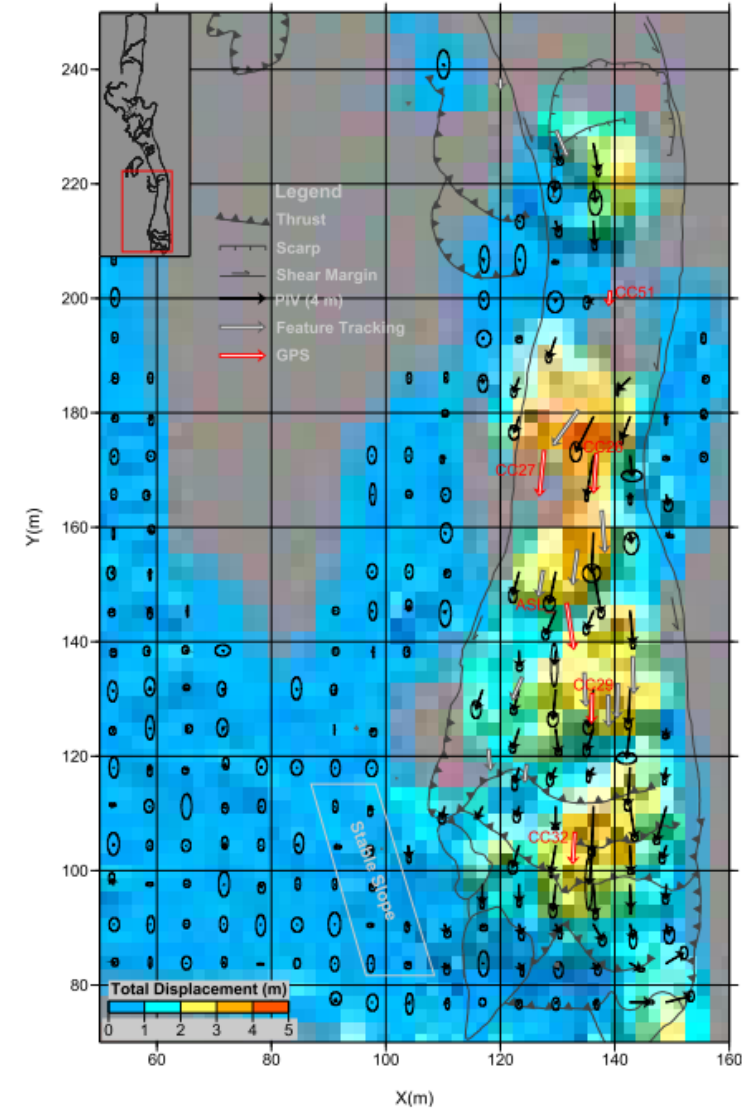 240
220
200
180
160
140
120
100
80
Y(m)
Legend
Thrust
Scarp
Shear Margin
PIV (4 m)
Feature Tracking
GPS
CC51
CC27
CC29
CC32
Stable Slope
Total Displacement (m)
0 1 2 3 4 5
60 80 100 120 140 160
X(m)